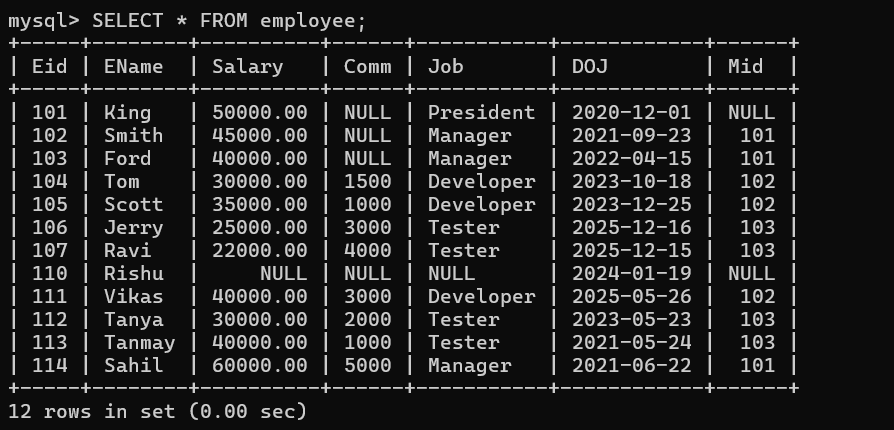 mysql> SELECT * FROM employee;
+-----+--------+----------+------+-----------+------------+------+
| Eid | EName  | Salary   | Comm | Job       | DOJ        | Mid  |
+-----+--------+----------+------+-----------+------------+------+
| 101 | King   | 50000.00 | NULL | President | 2020-12-01 | NULL |
| 102 | Smith  | 45000.00 | NULL | Manager   | 2021-09-23 |  101 |
| 103 | Ford   | 40000.00 | NULL | Manager   | 2022-04-15 |  101 |
| 104 | Tom    | 30000.00 | 1500 | Developer | 2023-10-18 |  102 |
| 105 | Scott  | 35000.00 | 1000 | Developer | 2023-12-25 |  102 |
| 106 | Jerry  | 25000.00 | 3000 | Tester    | 2025-12-16 |  103 |
| 107 | Ravi   | 22000.00 | 4000 | Tester    | 2025-12-15 |  103 |
| 110 | Rishu  |     NULL | NULL | NULL      | 2024-01-19 | NULL |
| 111 | Vikas  | 40000.00 | 3000 | Developer | 2025-05-26 |  102 |
| 112 | Tanya  | 30000.00 | 2000 | Tester    | 2023-05-23 |  103 |
| 113 | Tanmay | 40000.00 | 1000 | Tester    | 2021-05-24 |  103 |
| 114 | Sahil  | 60000.00 | 5000 | Manager   | 2021-06-22 |  101 |
+-----+--------+----------+------+-----------+------------+------+
12 rows in set (0.00 sec)